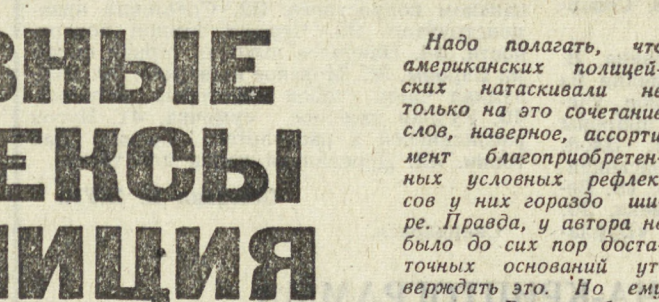 ВНЫЕ
ЕКСЫ
ИЦИЯ
Надо полагать, что
американских полицей-
ских натаскивали не
только на это сочетание
слов, наверное, ассорти-
мент благоприобретен-
ных условных рефлек-
сов у них гораздо ши-
ре. Правда, у автора не
было до сих пор доста-
точных оснований ут-
верждать это. Но ему